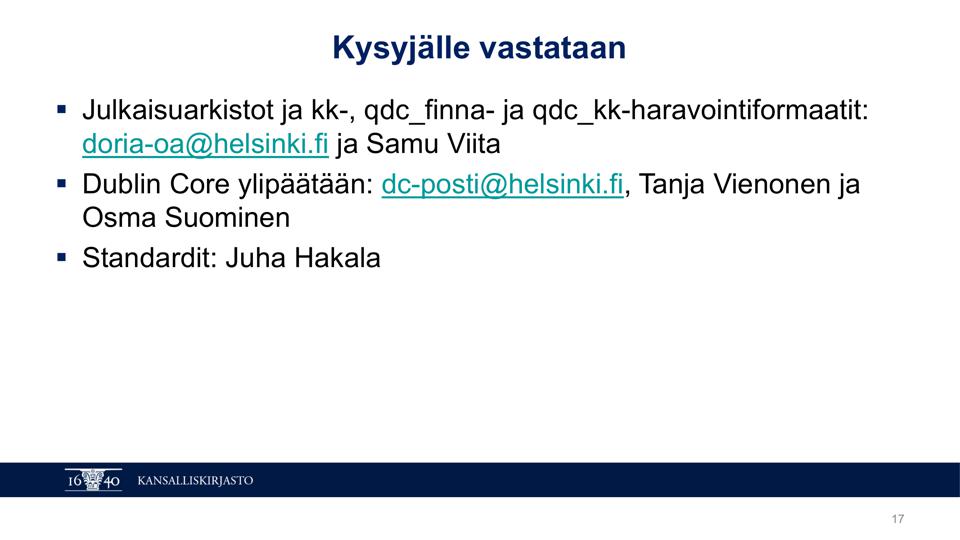 Kysyjälle vastataan
▪ Julkaisuarkistot ja kk-, qdc_finna- ja qdc_kk-haravointiformaatit:
doria-oa@helsinki.fi ja Samu Viita
▪ Dublin Core ylipäätään: dc-posti@helsinki.fi, Tanja Vienonen ja
Osma Suominen
▪ Standardit: Juha Hakala
16 40 KANSALLISKIRJASTO
17